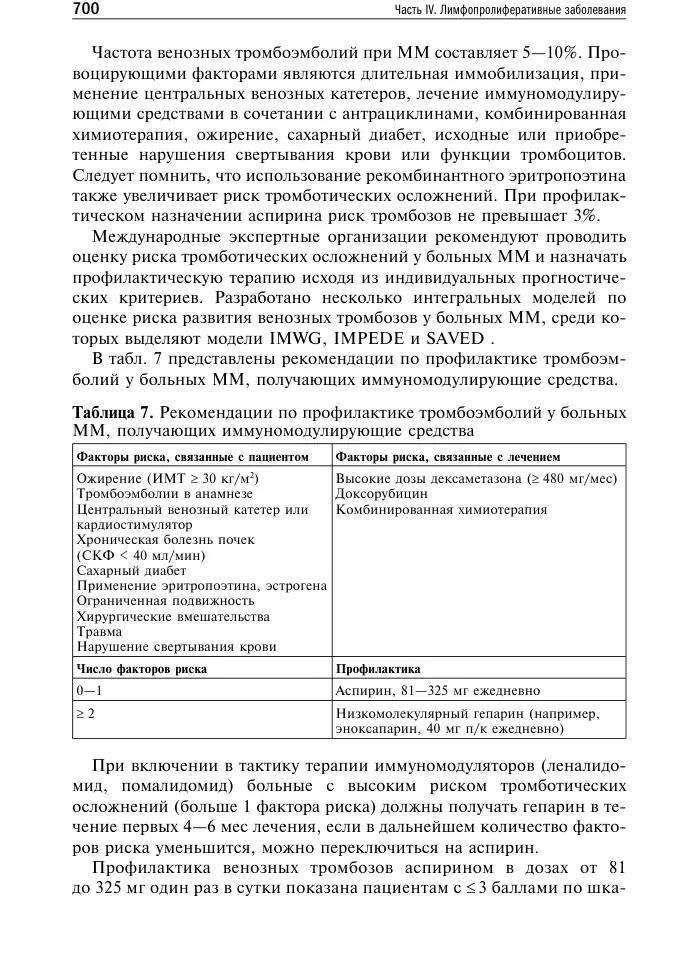 700
Часть IV. Лимфопролиферативные заболевания
Частота венозных тромбоэмболий при ММ составляет 5—10%. Про-
воцирующими факторами являются длительная иммобилизация, при-
менение центральных венозных катетеров, лечение иммуномодулиру-
ющими средствами в сочетании с антрациклинами, комбинированная
химиотерапия, ожирение, сахарный диабет, исходные или приобре-
тенные нарушения свертывания крови или функции тромбоцитов.
Следует помнить, что использование рекомбинантного эритропоэтина
также увеличивает риск тромботических осложнений. При профилак-
тическом назначении аспирина риск тромбозов не превышает 3%.
Международные экспертные организации рекомендуют проводить
оценку риска тромботических осложнений у больных ММ и назначать
профилактическую терапию исходя из индивидуальных прогностиче-
ских критериев. Разработано несколько интегральных моделей по
оценке риска развития венозных тромбозов у больных ММ, среди ко-
торых выделяют модели IMWG, IMPEDE и SAVED .
В табл. 7 представлены рекомендации по профилактике тромбоэм-
болий у больных ММ, получающих иммуномодулирующие средства.
Таблица 7. Рекомендации по профилактике тромбоэмболий у больных
ММ, получающих иммуномодулирующие средства
Факторы риска, связанные с пациентом
Факторы риска, связанные с лечением
Ожирение (ИМТ ≥ 30 кг/м²)
Тромбоэмболии в анамнезе
Центральный венозный катетер или
кардиостимулятор
Хроническая болезнь почек
(СКФ < 40 мл/мин)
Сахарный диабет
Применение эритропоэтина, эстрогена
Ограниченная подвижность
Хирургические вмешательства
Травма
Нарушение свертывания крови
Высокие дозы дексаметазона (≥ 480 мг/мес)
Доксорубицин
Комбинированная химиотерапия
Число факторов риска
Профилактика
0—1
Аспирин, 81—325 мг ежедневно
≥ 2
Низкомолекулярный гепарин (например,
эноксапарин, 40 мг п/к ежедневно)
При включении в тактику терапии иммуномодуляторов (леналидо-
мид, помалидомид) больные с высоким риском тромботических
осложнений (больше 1 фактора риска) должны получать гепарин в те-
чение первых 4—6 мес лечения, если в дальнейшем количество факто-
ров риска уменьшится, можно переключиться на аспирин.
Профилактика венозных тромбозов аспирином в дозах от 81
до 325 мг один раз в сутки показана пациентам с ≤ 3 баллами по шка-